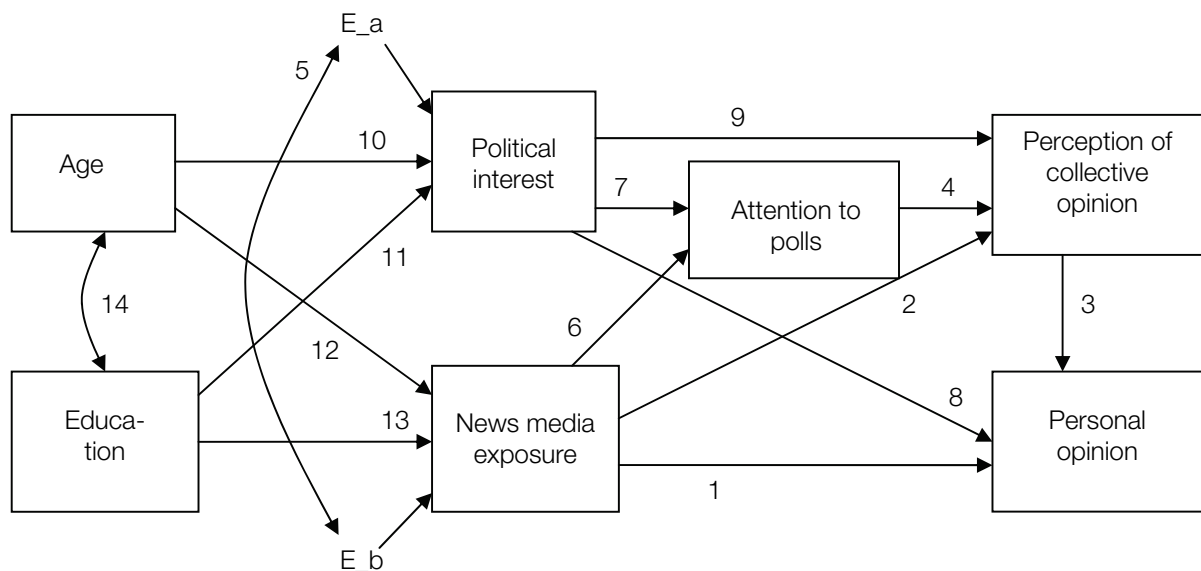 E_a
5
9
10
Age
Political
interest
Perception of
collective
opinion
7
4
Attention to
polls
11
14
2
3
6
12
8
Educa-
tion
13
News media
exposure
Personal
opinion
1
E_b